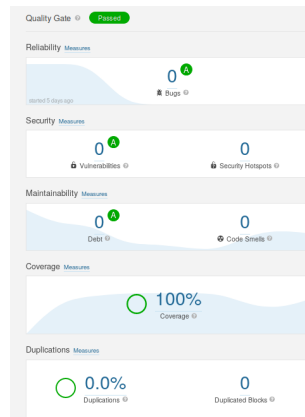 Quality Gate Passed
Reliability Measures
0 A
Bugs
started 5 days ago
Security Measures
0 A 0
Vulnerabilities Security Hotspots
Maintainability Measures
0 A 0
Debt Code Smells
Coverage Measures
100%
Coverage
Duplications Measures
0.0% 0
Duplications Duplicated Blocks